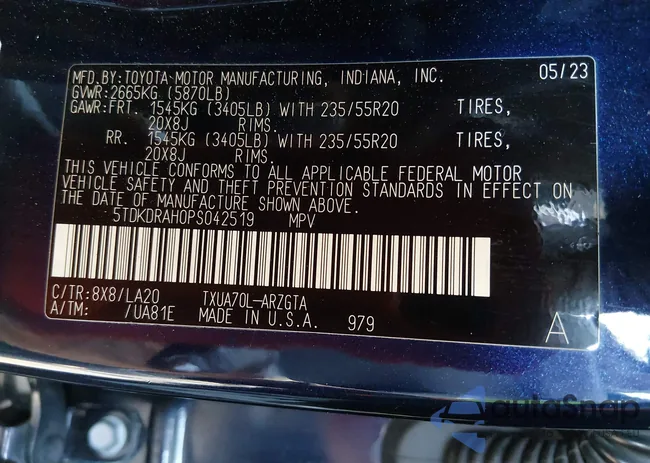 MFD.BY:TOYOTA MOTOR MANUFACTURING, INDIANA, INC. 05/23
GVWR:2665KG (5870LB)
GAWR:FRT. 1545KG (3405LB) WITH 235/55R20 TIRES,
20X8J RIMS.
RR. 1545KG (3405LB) WITH 235/55R20 TIRES,
20X8J RIMS.
THIS VEHICLE CONFORMS TO ALL APPLICABLE FEDERAL MOTOR
VEHICLE SAFETY AND THEFT PREVENTION STANDARDS IN EFFECT ON
THE DATE OF MANUFACTURE SHOWN ABOVE.
5TDKDRAH0PS042519 MPV
C/TR:8X8/LA20 TXUA70L-ARZGTA
A/TM: /UA81E MADE IN U.S.A. 979 A
autoSnap